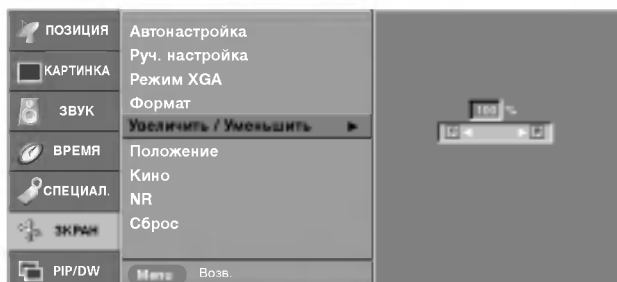 ПОЗИЦИЯ
КАРТИНКА
ЗВУК
ВРЕМЯ
СПЕЦИАЛ.
ЗКРАН
PIP/DW
Автонастройка
Руч. настройка
Режим XGA
Формат
Увеличить / Уменьшить
Положение
Кино
NR
Сброс
Menu Возв.
100 %